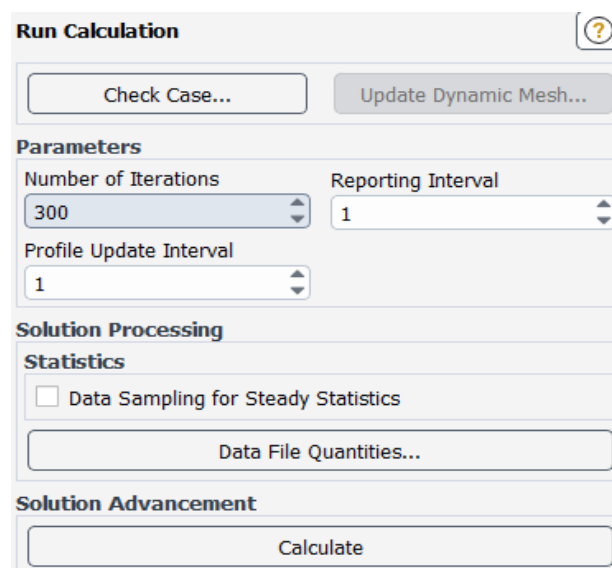 Run Calculation ?
Check Case... Update Dynamic Mesh...
Parameters
Number of Iterations Reporting Interval
300 1
Profile Update Interval
1
Solution Processing
Statistics
Data Sampling for Steady Statistics
Data File Quantities...
Solution Advancement
Calculate